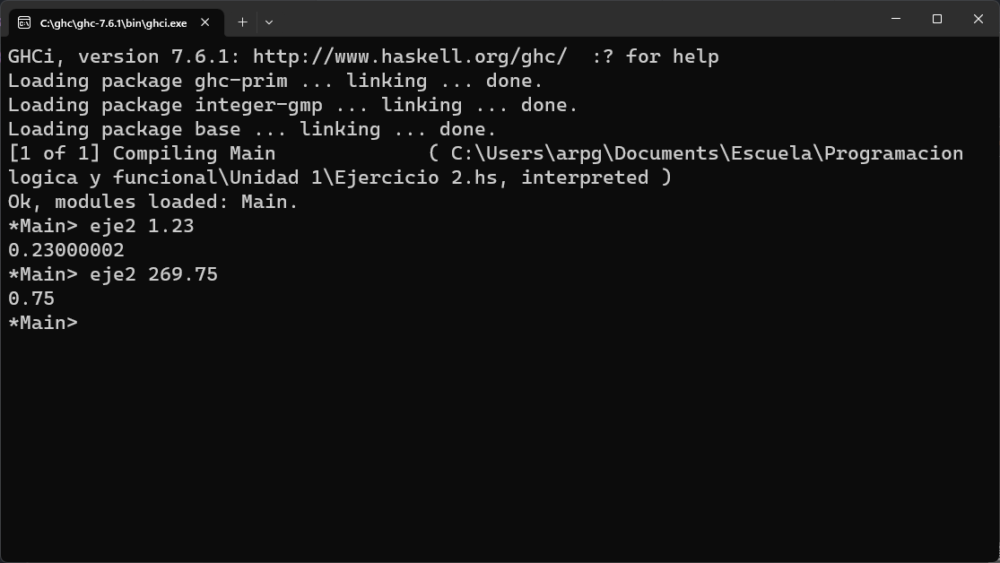 C:\ghc\ghc-7.6.1\bin\ghci.exe
GHCi, version 7.6.1: http://www.haskell.org/ghc/  :? for help
Loading package ghc-prim ... linking ... done.
Loading package integer-gmp ... linking ... done.
Loading package base ... linking ... done.
[1 of 1] Compiling Main             ( C:\Users\arpg\Documents\Escuela\Programacion
logica y funcional\Unidad 1\Ejercicio 2.hs, interpreted )
Ok, modules loaded: Main.
*Main> eje2 1.23
0.23000002
*Main> eje2 269.75
0.75
*Main>